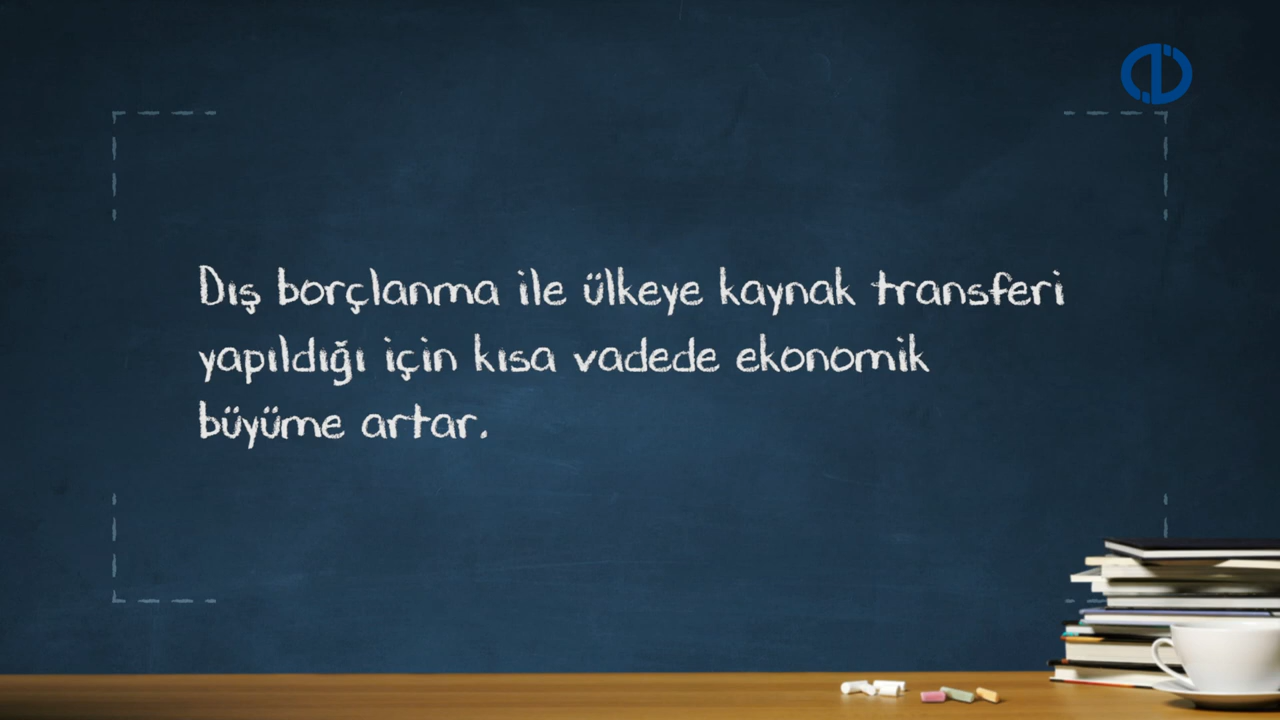 Dış borçlanma ile ülkeye kaynak transferi
yapıldığı için kısa vadede ekonomik
büyüme artar.